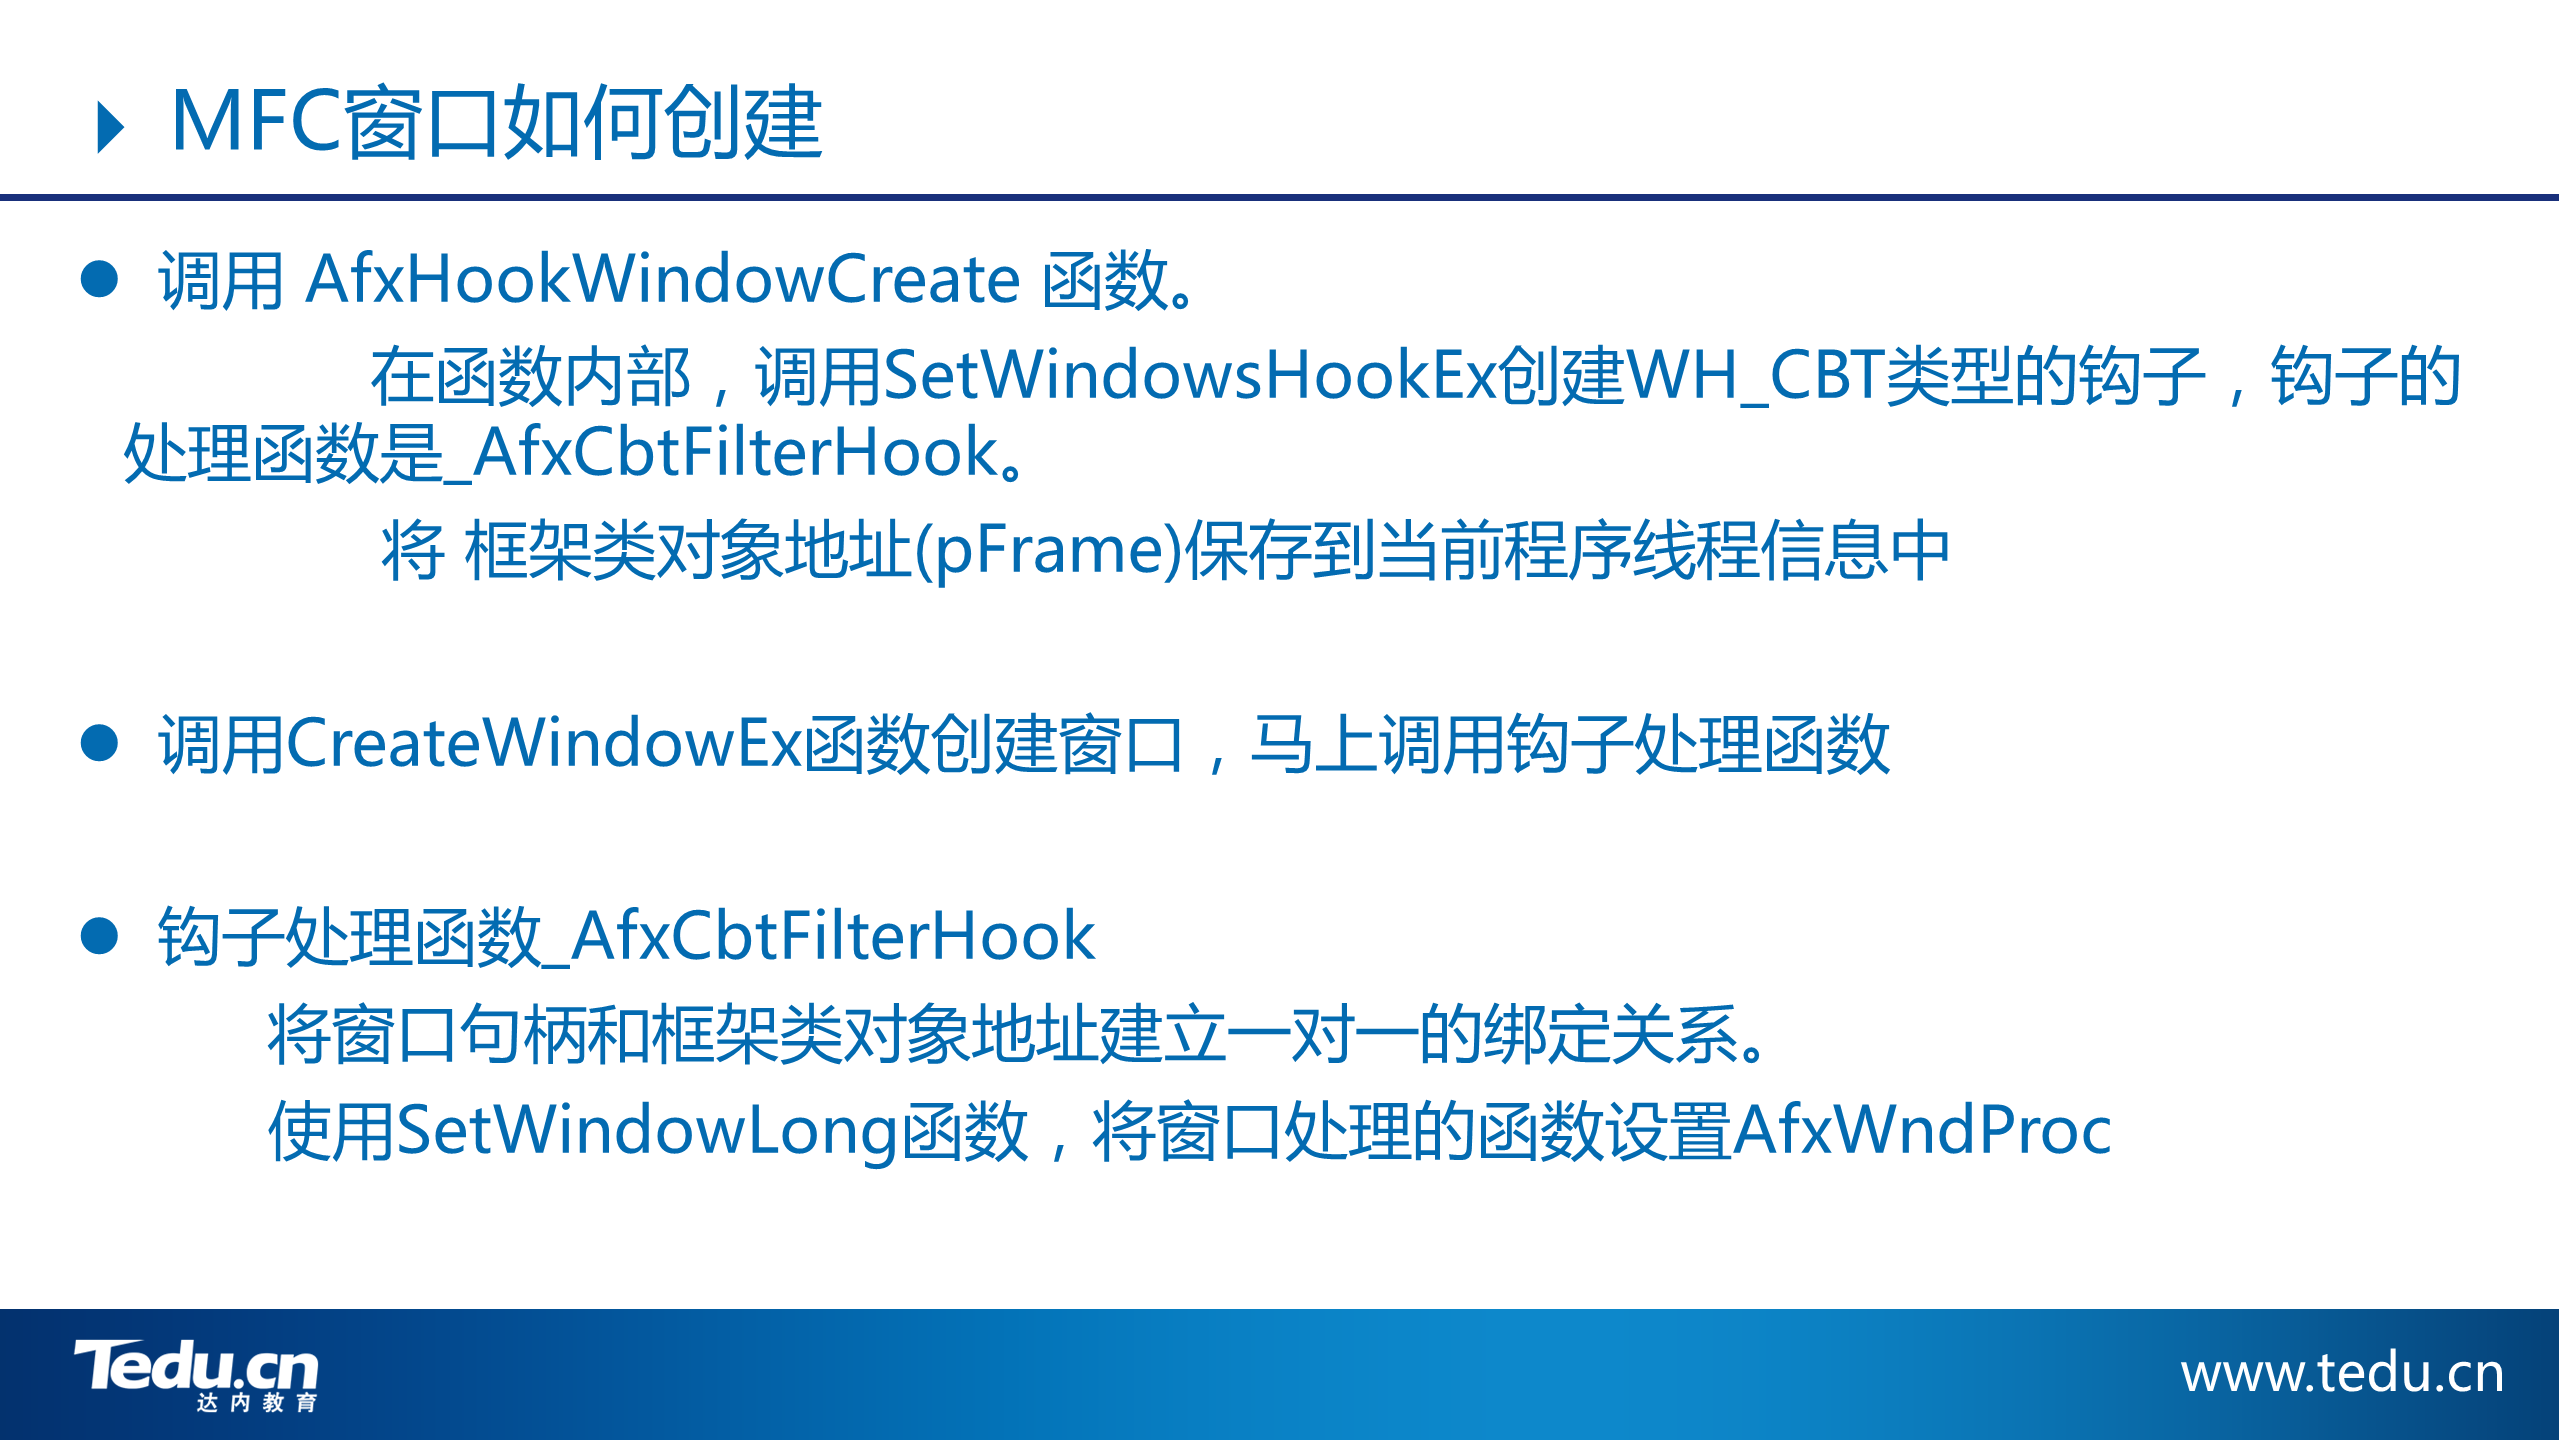 MFC窗口如何创建
调用 AfxHookWindowCreate 函数。
在函数内部，调用SetWindowsHookEx创建WH_CBT类型的钩子，钩子的
处理函数是_AfxCbtFilterHook。
将 框架类对象地址(pFrame)保存到当前程序线程信息中
调用CreateWindowEx函数创建窗口，马上调用钩子处理函数
钩子处理函数_AfxCbtFilterHook
将窗口句柄和框架类对象地址建立一对一的绑定关系。
使用SetWindowLong函数，将窗口处理的函数设置AfxWndProc
Tedu.cn
达内教育
www.tedu.cn